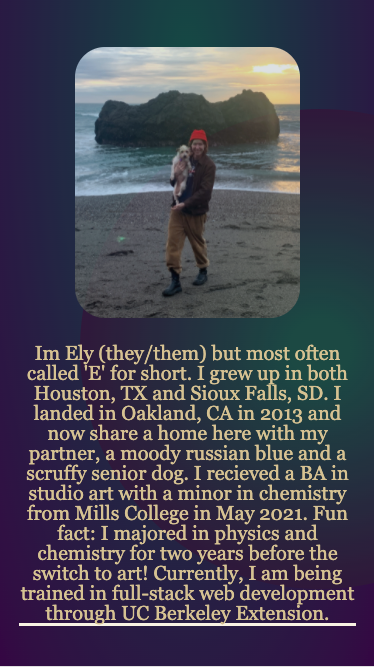 Im Ely (they/them) but most often
called 'E' for short. I grew up in both
Houston, TX and Sioux Falls, SD. I
landed in Oakland, CA in 2013 and
now share a home here with my
partner, a moody russian blue and a
scruffy senior dog. I recieved a BA in
studio art with a minor in chemistry
from Mills College in May 2021. Fun
fact: I majored in physics and
chemistry for two years before the
switch to art! Currently, I am being
trained in full-stack web development
through UC Berkeley Extension.